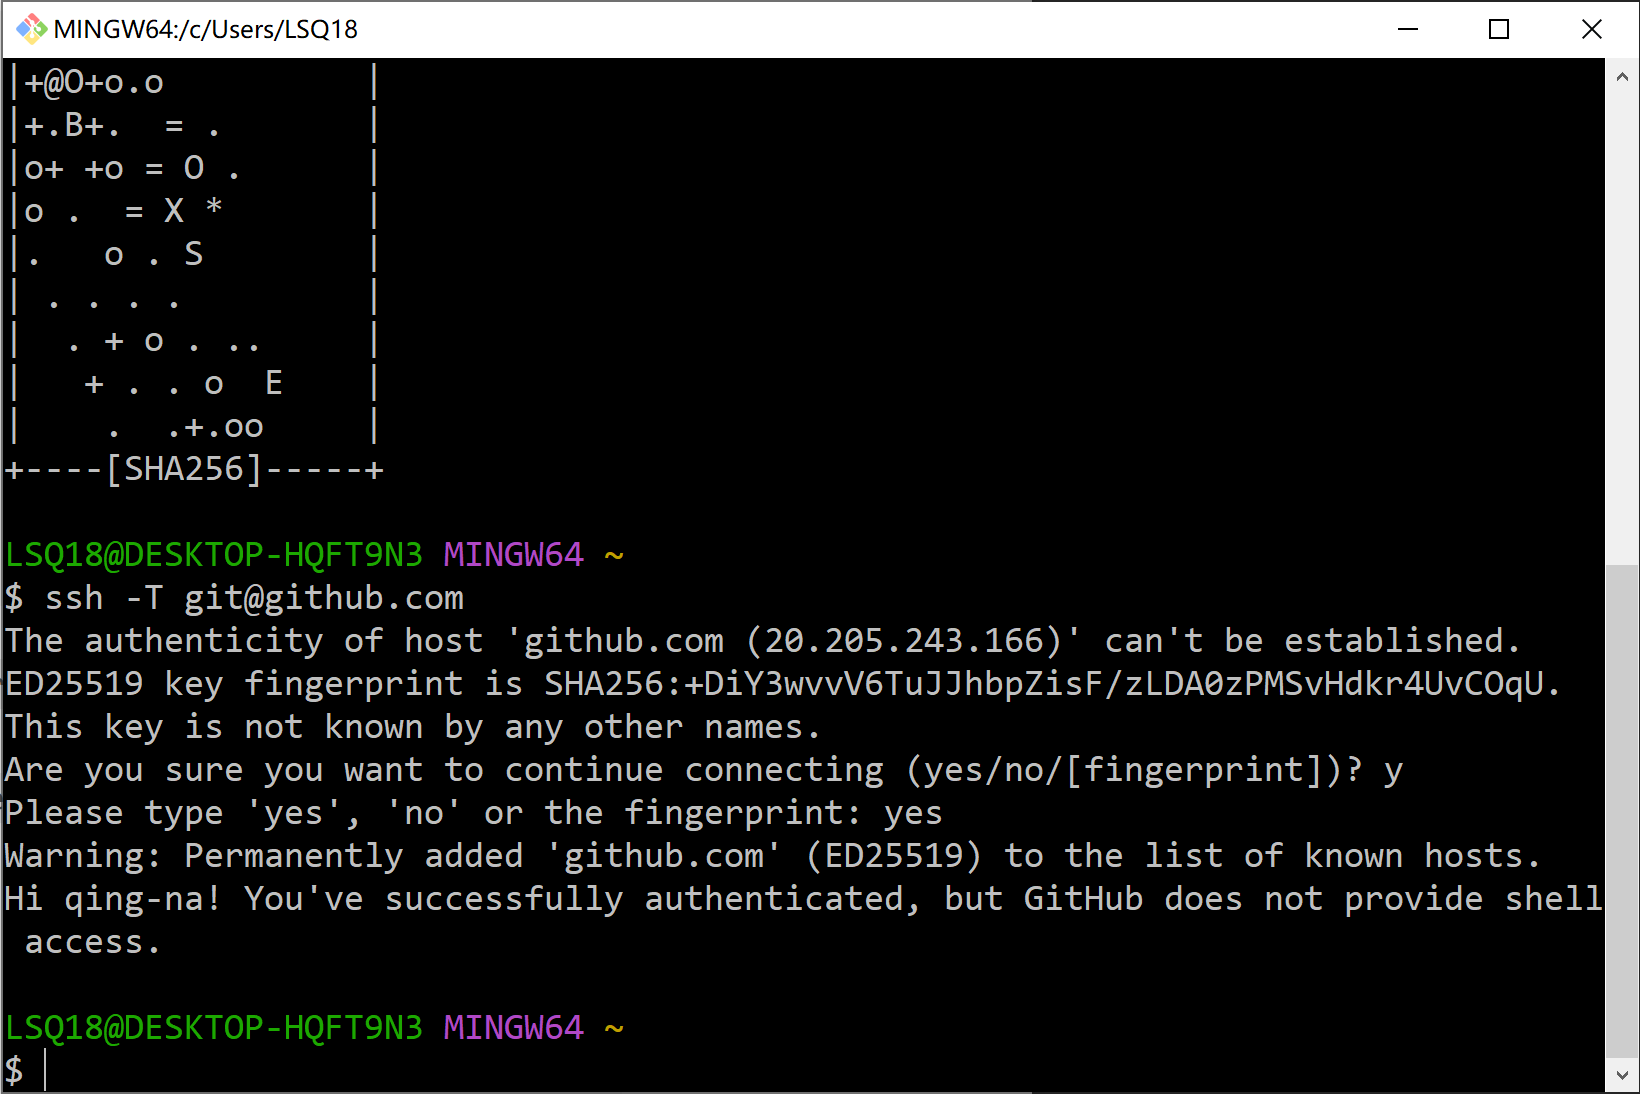 MINGW64:/c/Users/LSQ18
|+@O+o.o          |
|+.B+.  = .       |
|o+ +o = O .      |
|o .  = X *       |
|.   o . S        |
| . . . .         |
|  . + o . ..     |
|   + . . o  E    |
|    .  .+.oo     |
+----[SHA256]-----+
LSQ18@DESKTOP-HQFT9N3 MINGW64 ~
$ ssh -T git@github.com
The authenticity of host 'github.com (20.205.243.166)' can't be established.
ED25519 key fingerprint is SHA256:+DiY3wvvV6TuJJhbpZisF/zLDA0zPMSvHdkr4UvCOqU.
This key is not known by any other names.
Are you sure you want to continue connecting (yes/no/[fingerprint])? y
Please type 'yes', 'no' or the fingerprint: yes
Warning: Permanently added 'github.com' (ED25519) to the list of known hosts.
Hi qing-na! You've successfully authenticated, but GitHub does not provide shell
 access.
LSQ18@DESKTOP-HQFT9N3 MINGW64 ~
$